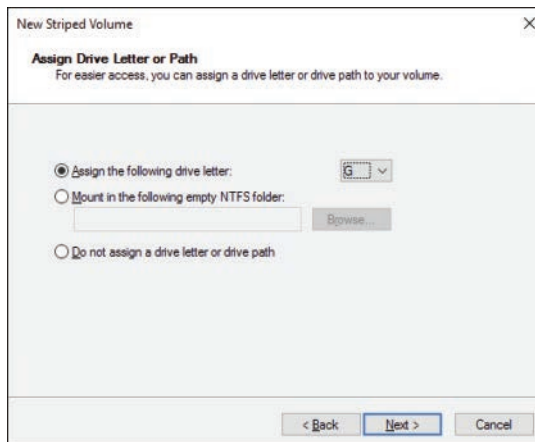 New Striped Volume
Assign Drive Letter or Path
For easier access, you can assign a drive letter or drive path to your volume.
Assign the following drive letter: G
Mount in the following empty NTFS folder:
Browse...
Do not assign a drive letter or drive path
< Back Next > Cancel